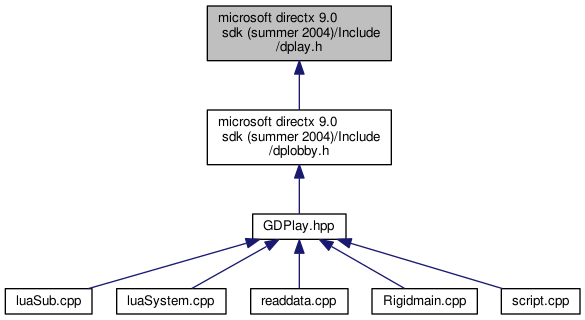 microsoft directx 9.0
sdk (summer 2004)/Include
/dplay.h
microsoft directx 9.0
sdk (summer 2004)/Include
/dplobby.h
GDPlay.hpp
luaSub.cpp
luaSystem.cpp
readdata.cpp
Rigidmain.cpp
script.cpp